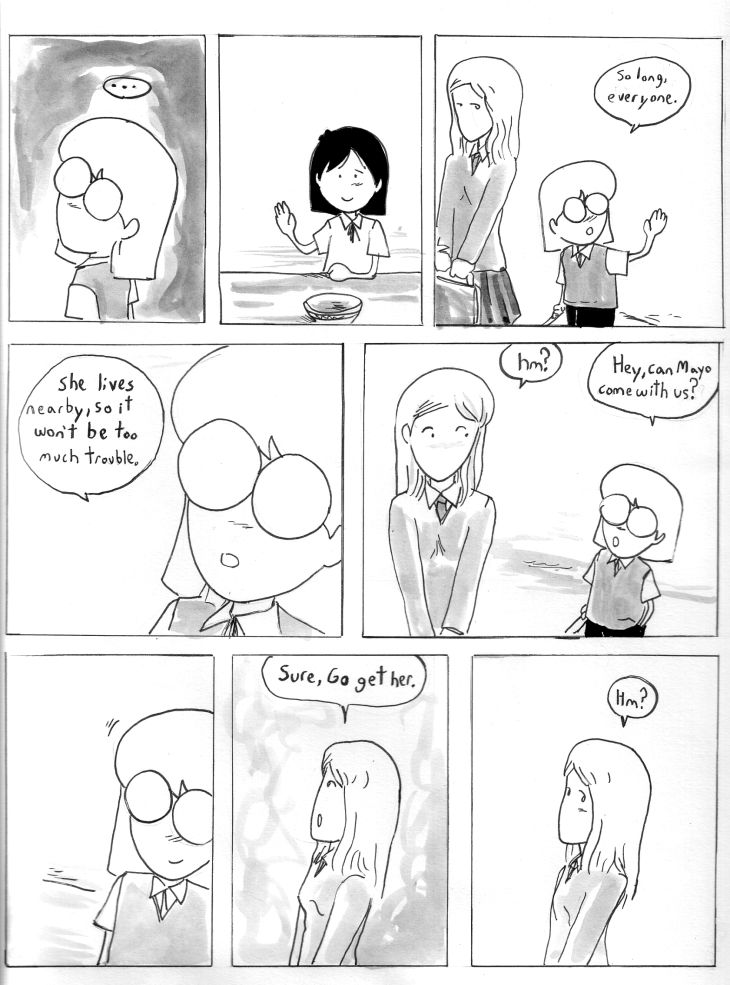 So long,
everyone.
...
Hey, can Mayo
come with us?
hm?
She lives
nearby, so it
won't be too
much trouble.
Hm?
Sure, Go get her.